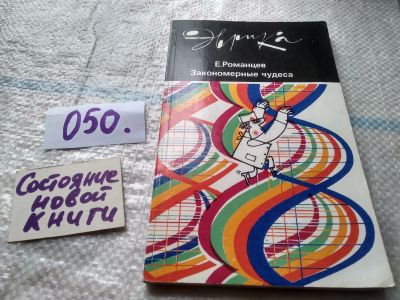 Эврика
Е.Романцев
Закономерные чудеса
050.
Состояние
новой
книги